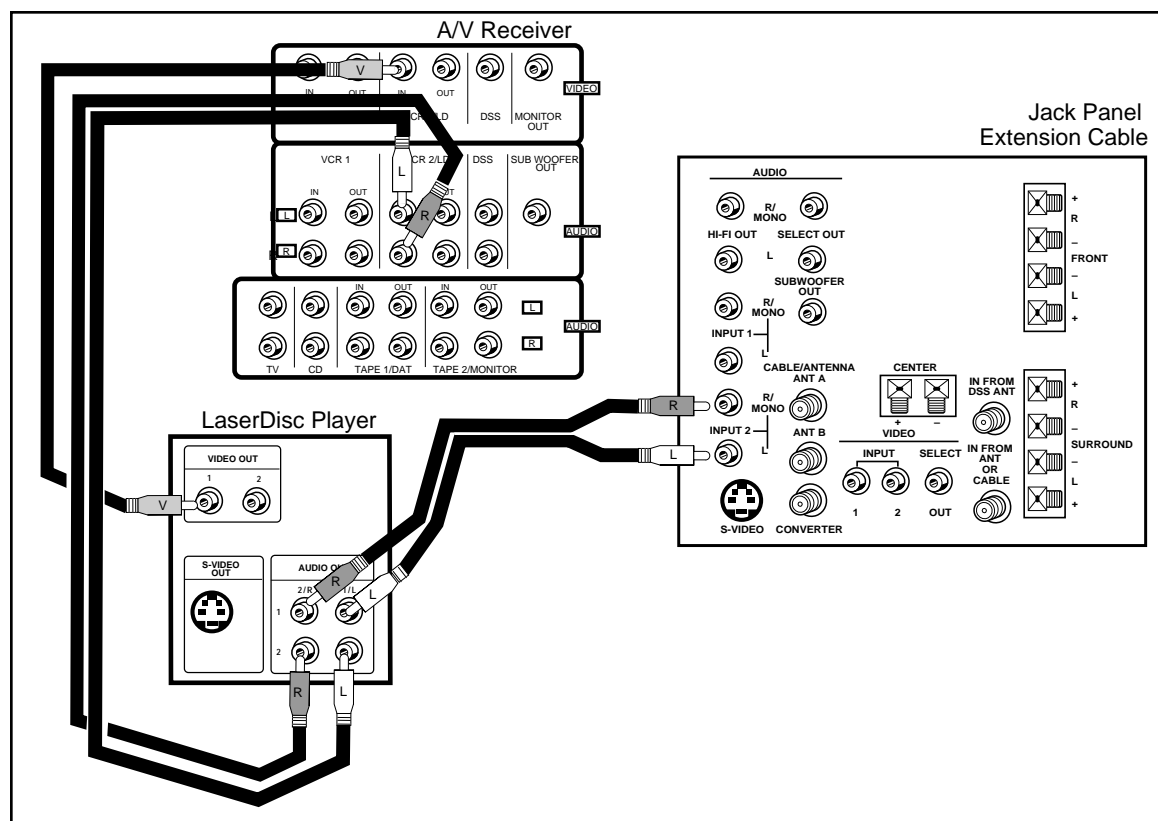 A/V Receiver
V
IN OUT IN OUT
VIDEO
DSS MONITOR
OUT
VCR 1 DSS SUB WOOFER
OUT
IN OUT
L
L
R
R
AUDIO
IN OUT IN OUT
L
AUDIO
R
TV CD TAPE 1/DAT TAPE 2/MONITOR
Jack Panel
Extension Cable
AUDIO
R/
MONO
HI-FI OUT SELECT OUT
L
SUBWOOFER
OUT
R/
MONO
INPUT 1
L
CABLE/ANTENNA
ANT A
R
R/
MONO
INPUT 2
L
L
ANT B
S-VIDEO CONVERTER
CENTER
+ –
VIDEO
INPUT SELECT
1 2 OUT
IN FROM
DSS ANT
IN FROM
ANT
OR
CABLE
+
R
–
FRONT
–
L
+
+
R
–
SURROUND
–
L
+
LaserDisc Player
VIDEO OUT
1 2
V
S-VIDEO
OUT
AUDIO
2/R 1/L
R
L
1
2
R L